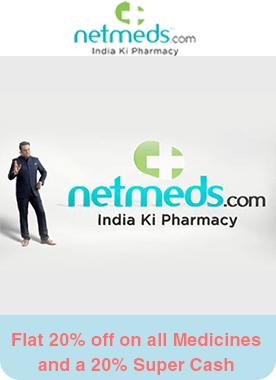 netmeds.com
India Ki Pharmacy
netmeds.com
India Ki Pharmacy
Flat 20% off on all Medicines
and a 20% Super Cash